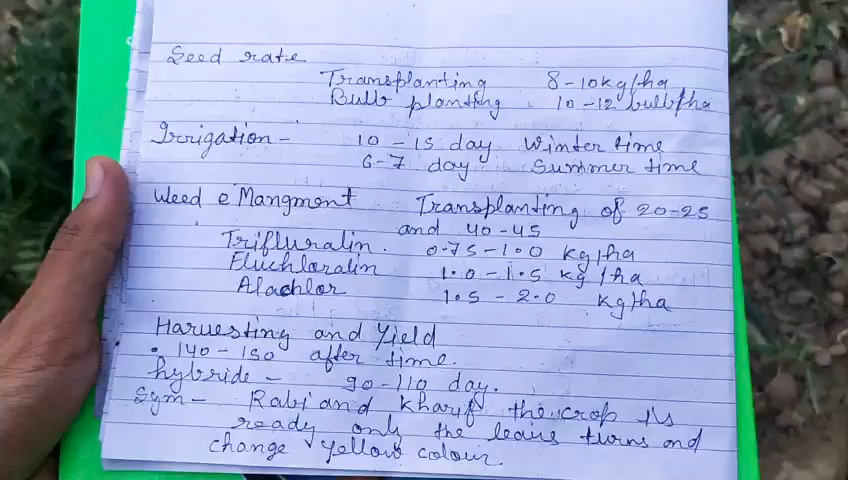 Seed rate
Transplanting 8-10kg/ha
Bulb planting 10-12 bulb/ha
Irrigation - 10-15 day Winter time
6-7 day Summer time
Weed e Mangment Transplanting of 20-25
and 40-45
Trifluralin. 0.75-1.0 kg/ha
Fluchloralin 1.0-1.5 kg/ha
Alachlor 1.5-2.0 kg/ha
Harvesting and Yield
• 140-150 after time.
hybride - 90-110 day.
Sym- Rabi and kharif the crop is
ready only the leaivs turns and
change yellow colour.